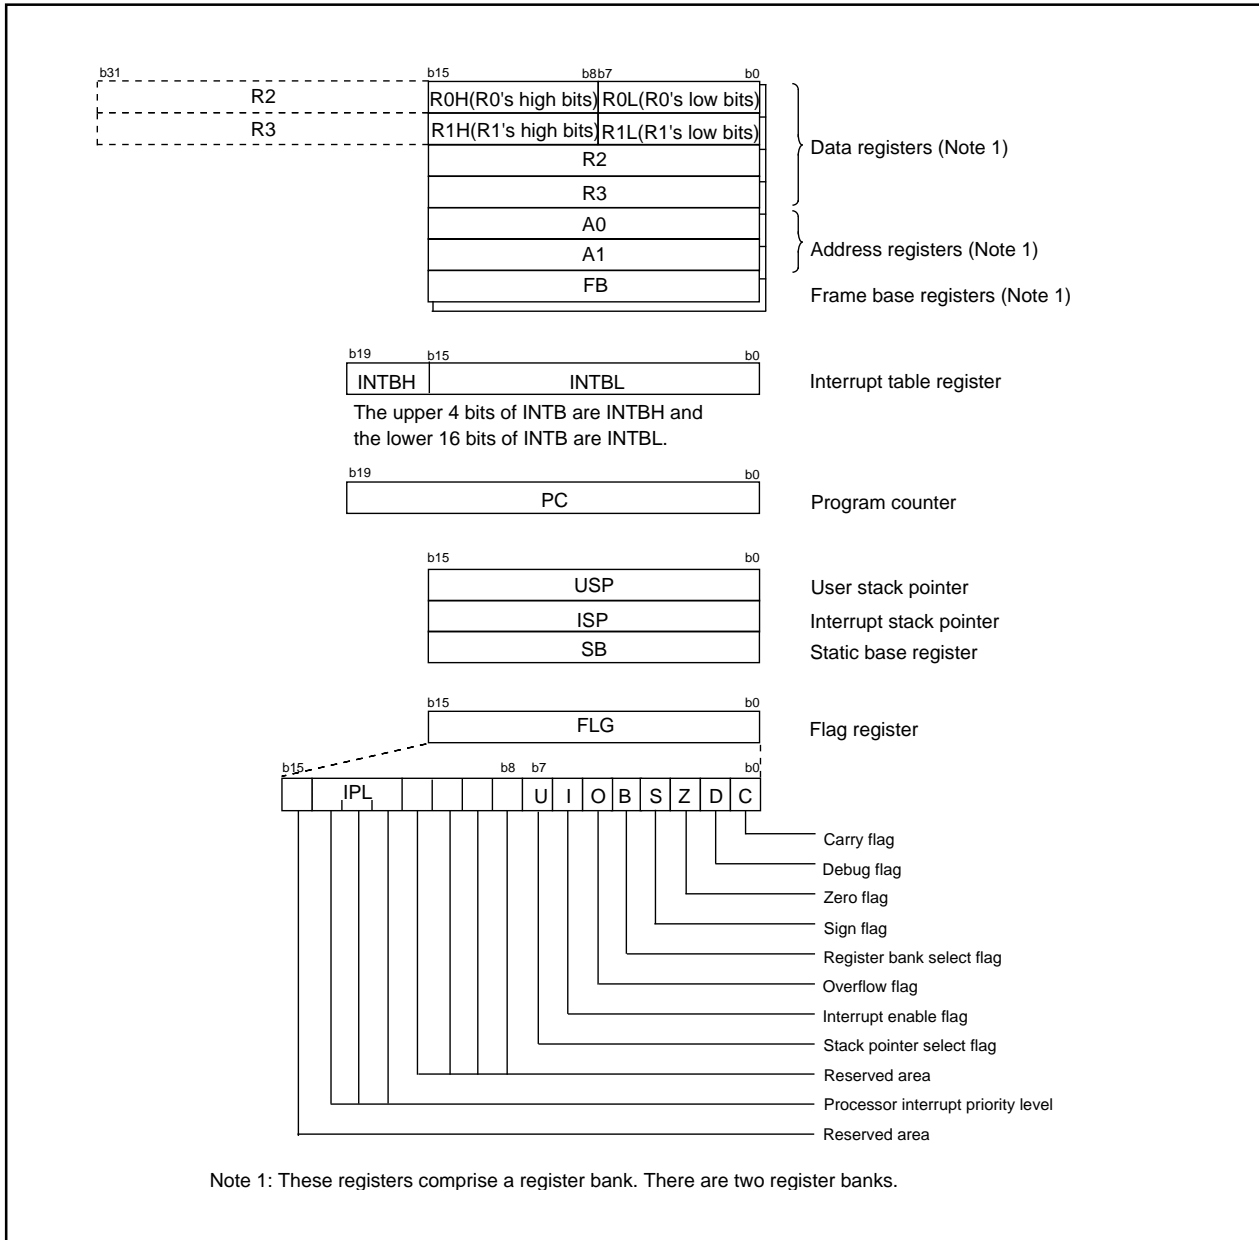 b31 b15 b8b7 b0
R2 R0H(R0's high bits) R0L(R0's low bits)
R3 R1H(R1's high bits) R1L(R1's low bits)
Data registers (Note 1)
R2
R3
A0
A1
Address registers (Note 1)
FB
Frame base registers (Note 1)
b19 b15 b0
INTBH INTBL Interrupt table register
The upper 4 bits of INTB are INTBH and
the lower 16 bits of INTB are INTBL.
b19 b0
PC Program counter
b15 b0
USP User stack pointer
ISP Interrupt stack pointer
SB Static base register
b15 b0
FLG Flag register
b15 b8 b7 b0
IPL U I O B S Z D C
Carry flag
Debug flag
Zero flag
Sign flag
Register bank select flag
Overflow flag
Interrupt enable flag
Stack pointer select flag
Reserved area
Processor interrupt priority level
Reserved area
Note 1: These registers comprise a register bank. There are two register banks.